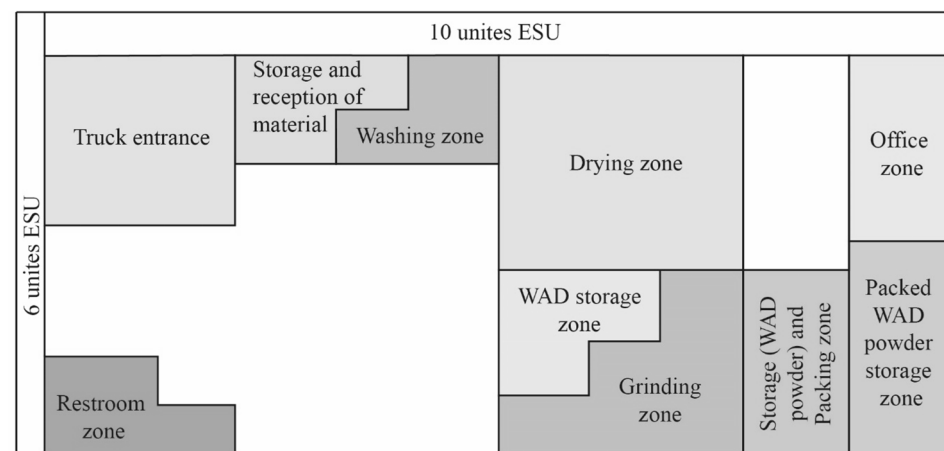 10 unites ESU
6 unites ESU
Truck entrance
Storage and
reception of
material
Washing zone
Drying zone
Office
zone
WAD storage
zone
Grinding
zone
Storage (WAD
powder) and
Packing zone
Packed
WAD
powder
storage
zone
Restroom
zone